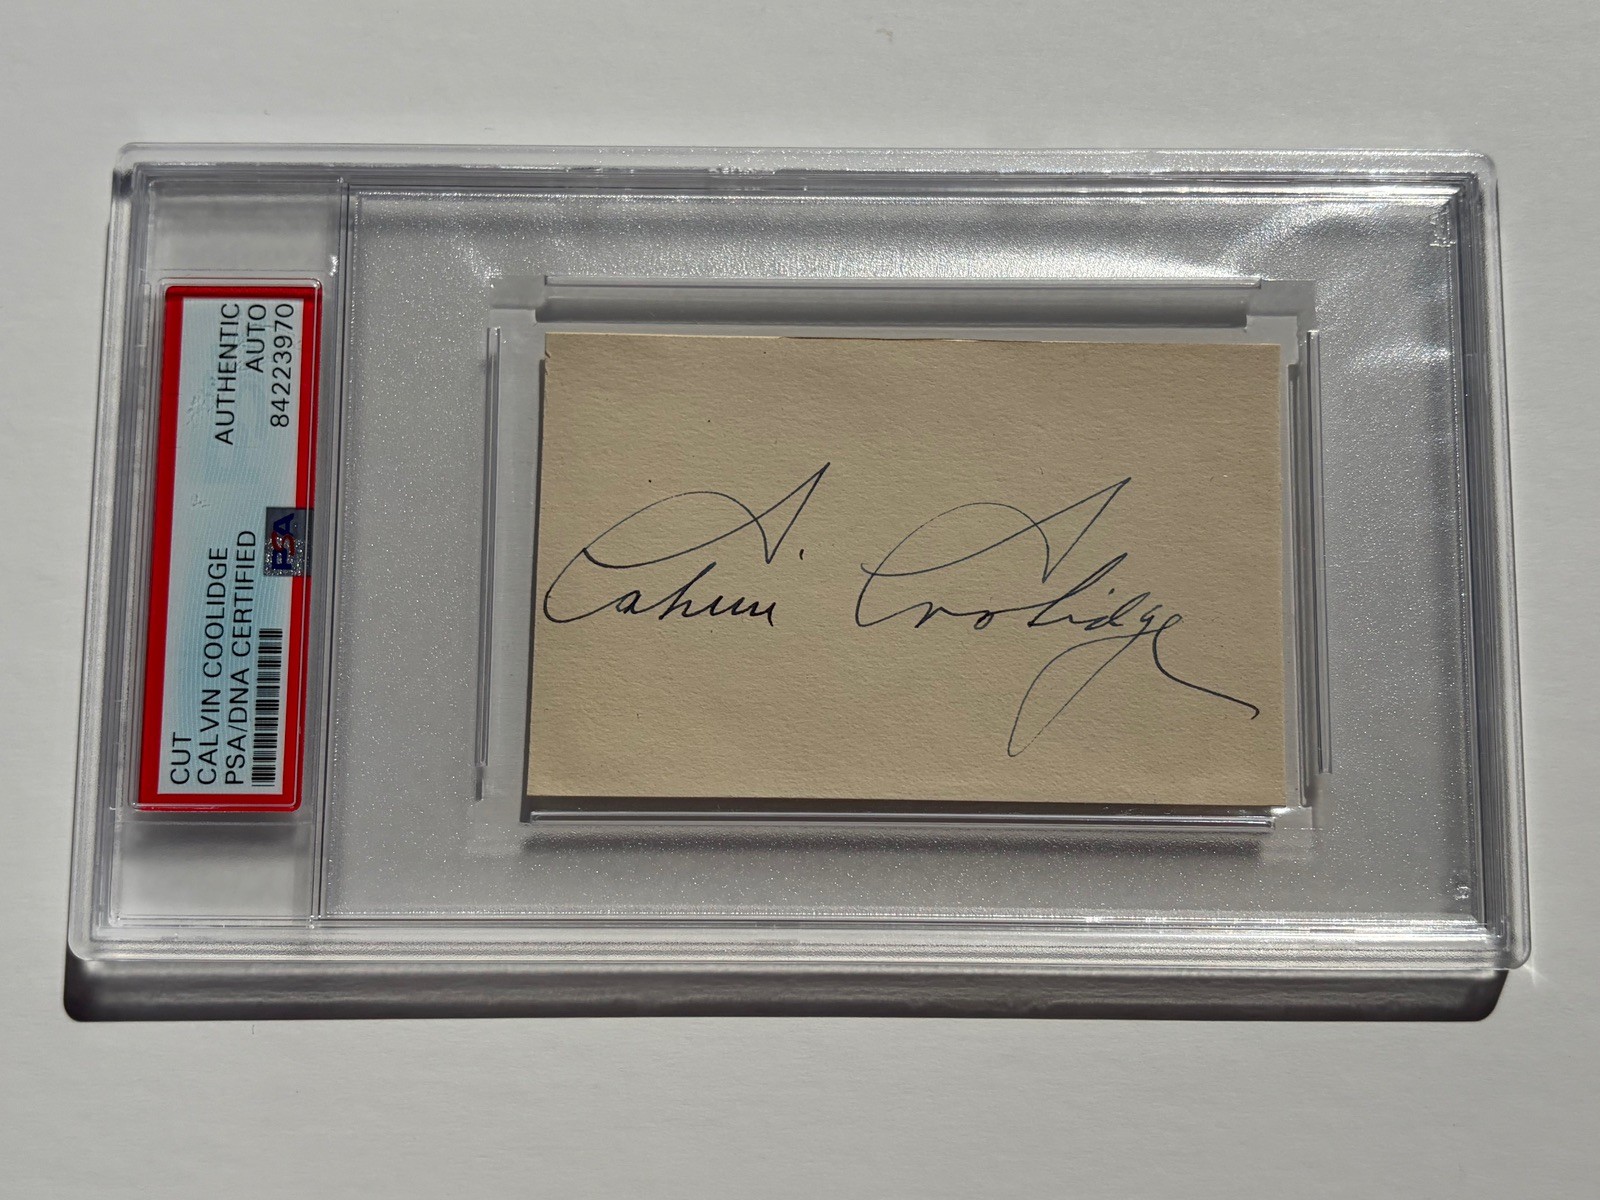 CUT
CALVIN COOLIDGE
PSA/DNA CERTIFIED
AUTHENTIC
AUTO
84223970
PSA
Calvin Coolidge